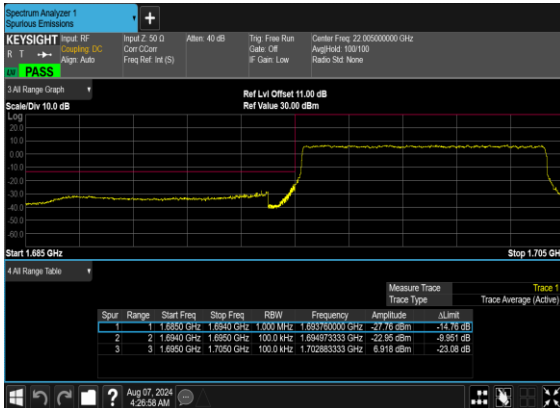 Spectrum Analyzer 1
Spurious Emissions
KEYSIGHT Input: RF Input Z: 50 Ω Atten: 40 dB Trig: Free Run Center Freq: 22.005000000 GHz
R T Coupling: DC Corr CCorr Gate: Off Avg|Hold: 100/100
Align: Auto Freq Ref: Int (S) IF Gain: Low Radio Std: None
PASS
3 All Range Graph
Ref Lvl Offset 11.00 dB
Scale/Div 10.0 dB Ref Value 30.00 dBm
Log
20.0
10.0
0.00
-10.0
-20.0
-30.0
-40.0
-50.0
-60.0
Start 1.685 GHz Stop 1.705 GH
4 All Range Table
Measure Trace Trace 1
Trace Type Trace Average (Active)
Spur Range Start Freq Stop Freq RBW Frequency Amplitude ΔLimit
1 1 1.6850 GHz 1.6940 GHz 1.000 MHz 1.693760000 GHz -27.76 dBm -14.76 dB
2 2 1.6940 GHz 1.6950 GHz 100.0 kHz 1.694973333 GHz -22.95 dBm -9.951 dB
3 3 1.6950 GHz 1.7050 GHz 100.0 kHz 1.702883333 GHz 6.918 dBm -23.08 dB
? Aug 07, 2024
4:26:58 AM